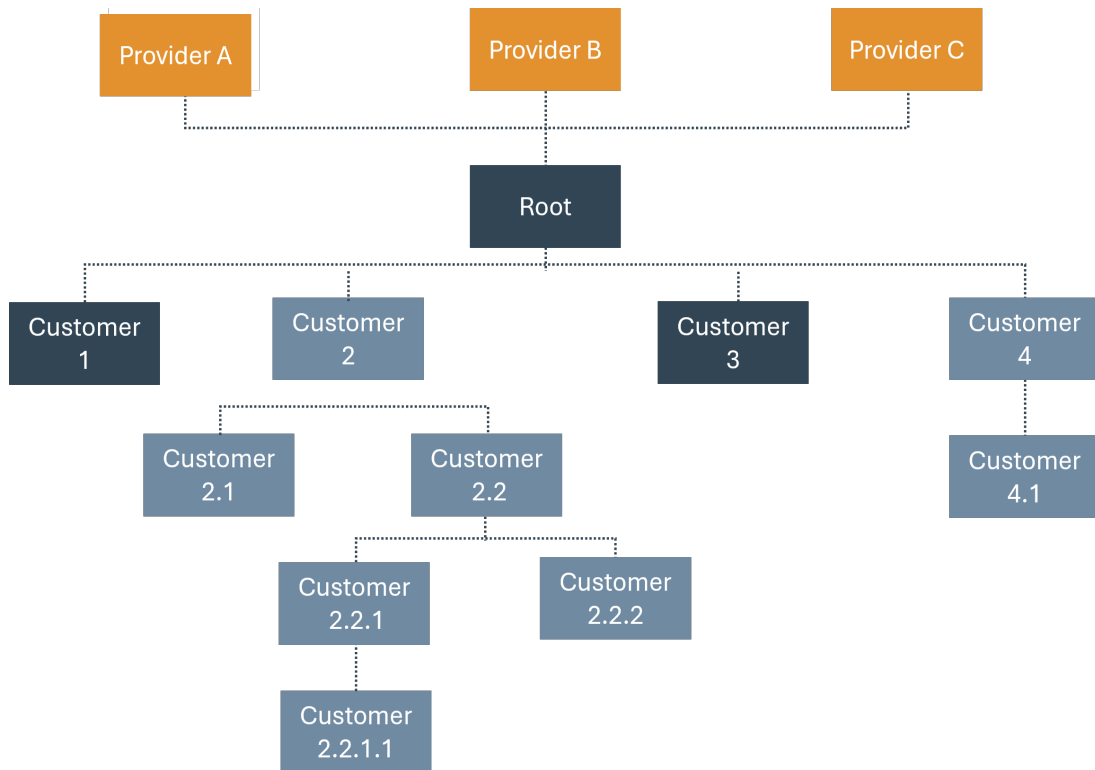 Provider A
Provider B
Provider C
Root
Customer
1
Customer
2
Customer
3
Customer
4
Customer
2.1
Customer
2.2
Customer
4.1
Customer
2.2.1
Customer
2.2.2
Customer
2.2.1.1